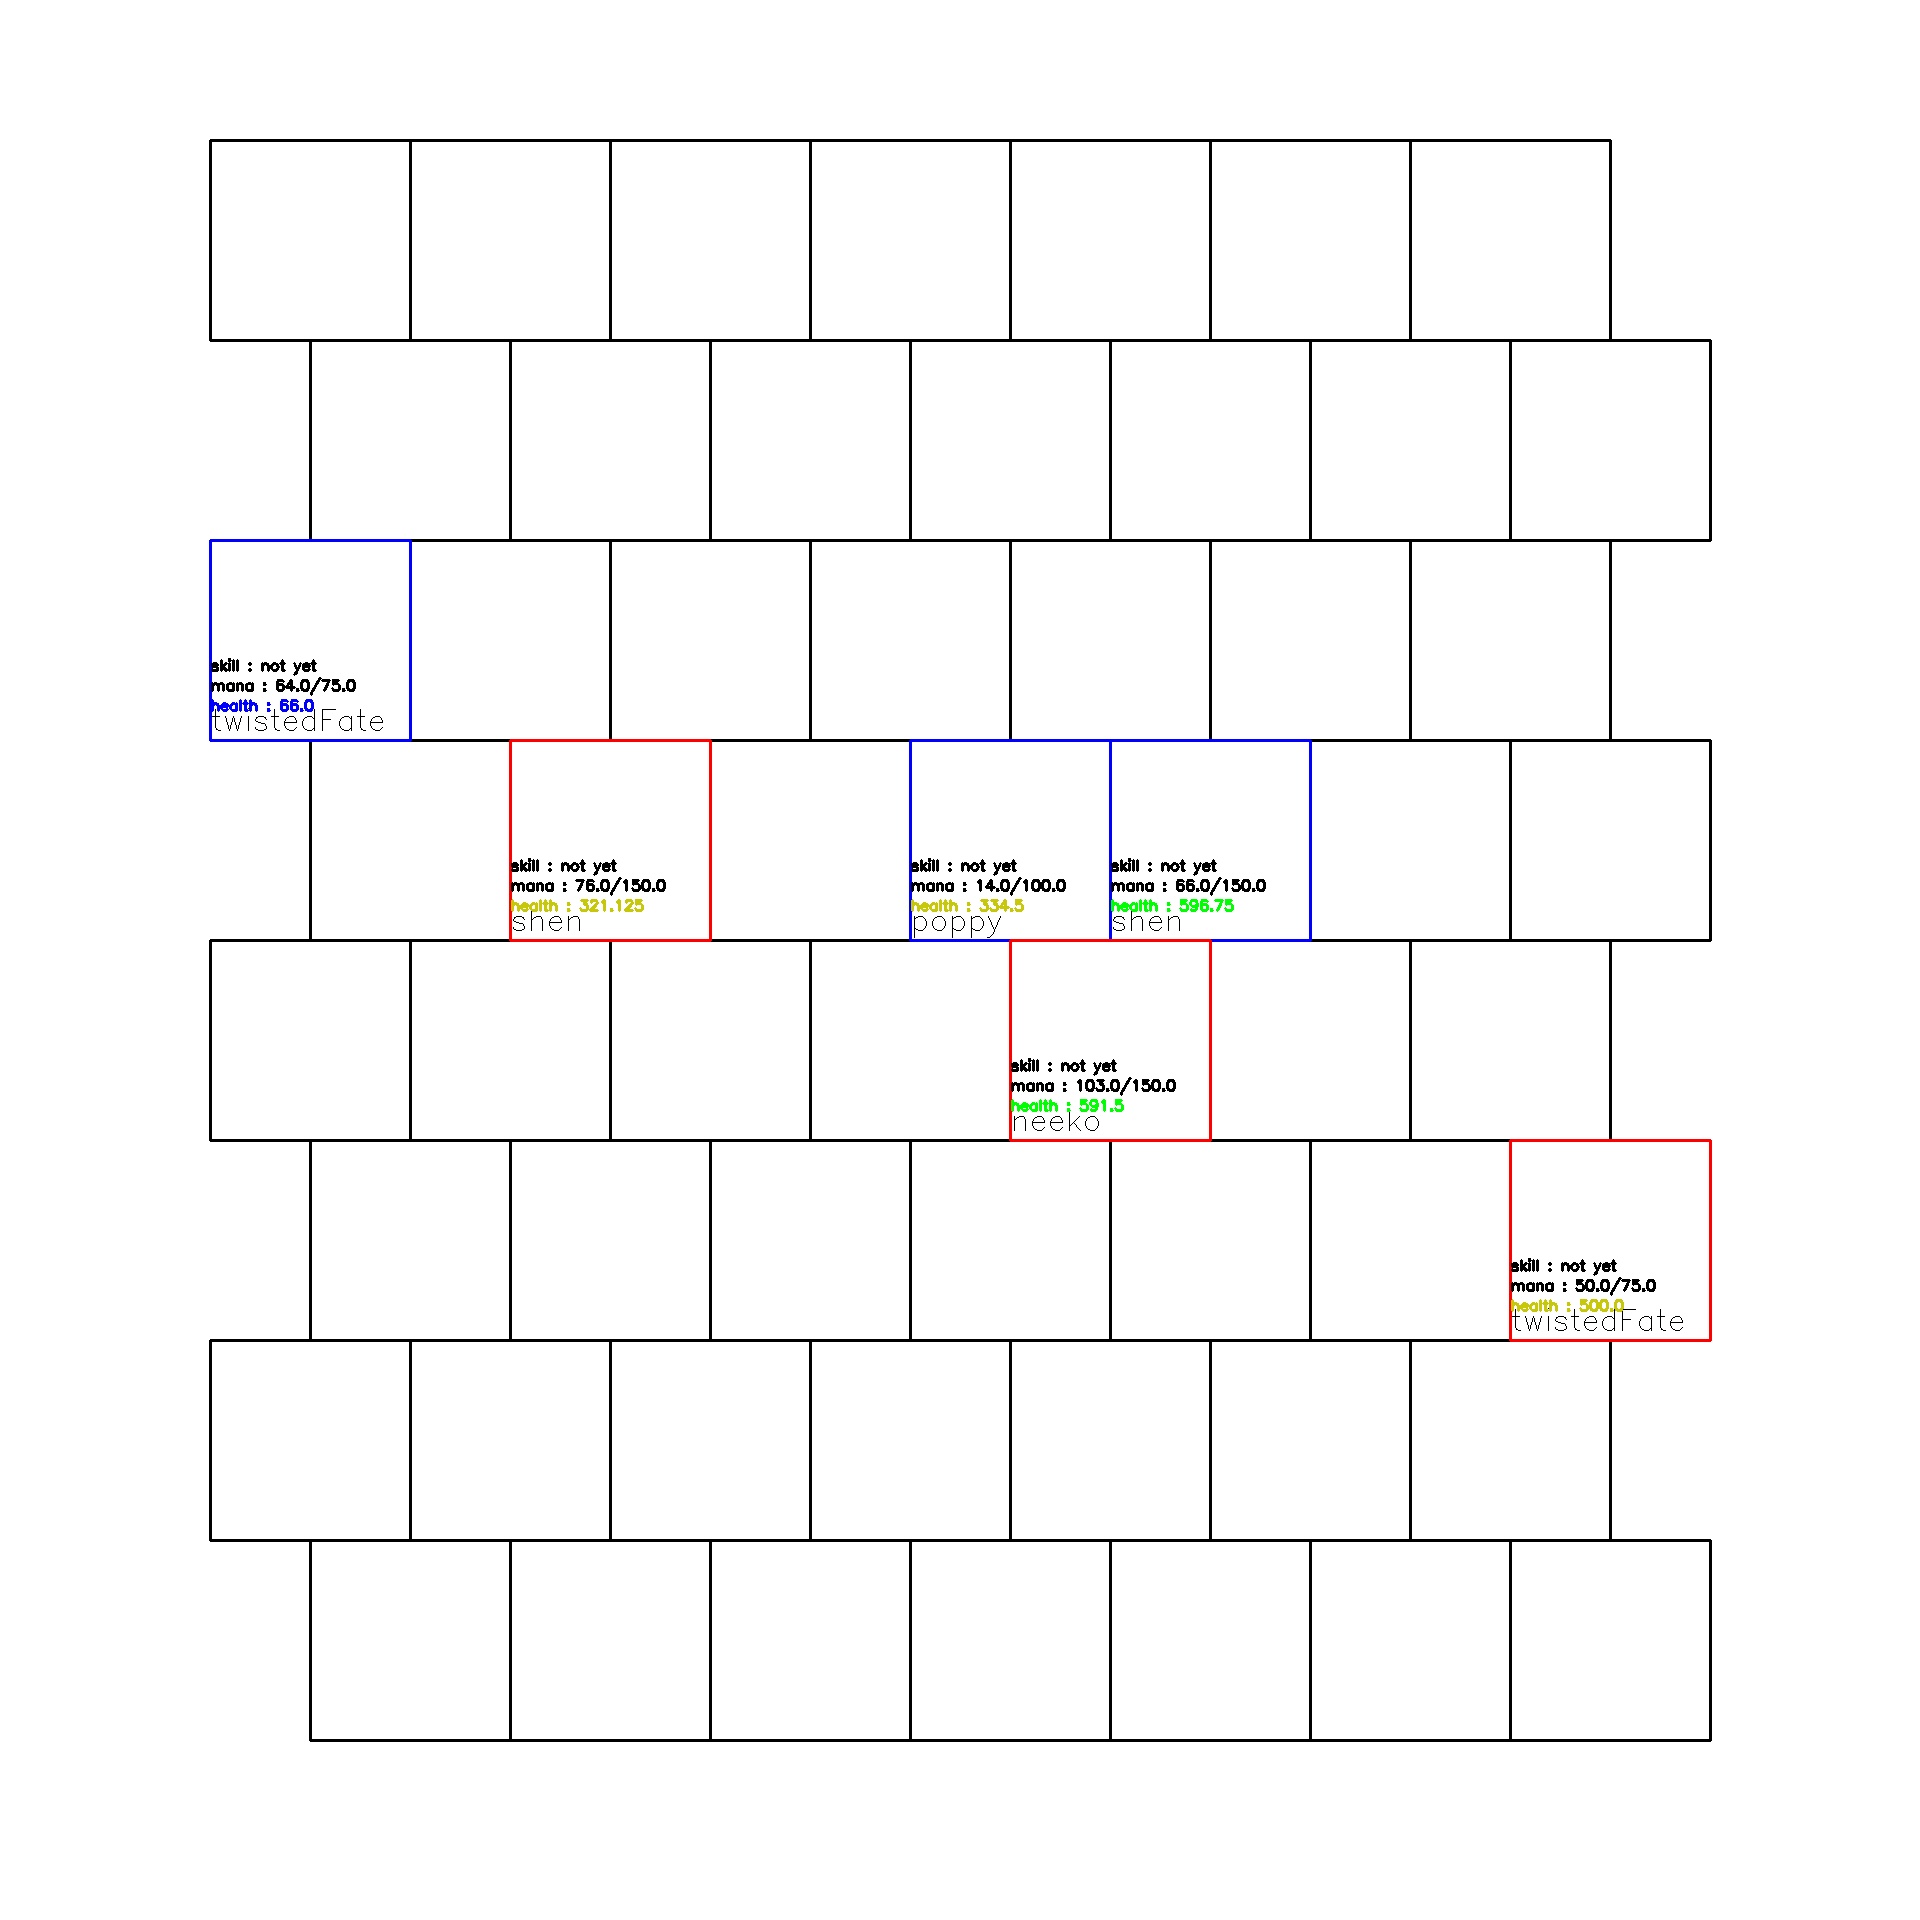 skill : not yet
mana : 64.0/75.0
health : 66.0
twistedFate
skill : not yet
mana : 76.0/150.0
health : 321.125
shen
skill : not yet
mana : 14.0/100.0
health : 334.5
poppy
skill : not yet
mana : 66.0/150.0
health : 596.75
shen
skill : not yet
mana : 103.0/150.0
health : 591.5
neeko
skill : not yet
mana : 50.0/75.0
health : 500.0
twistedFate